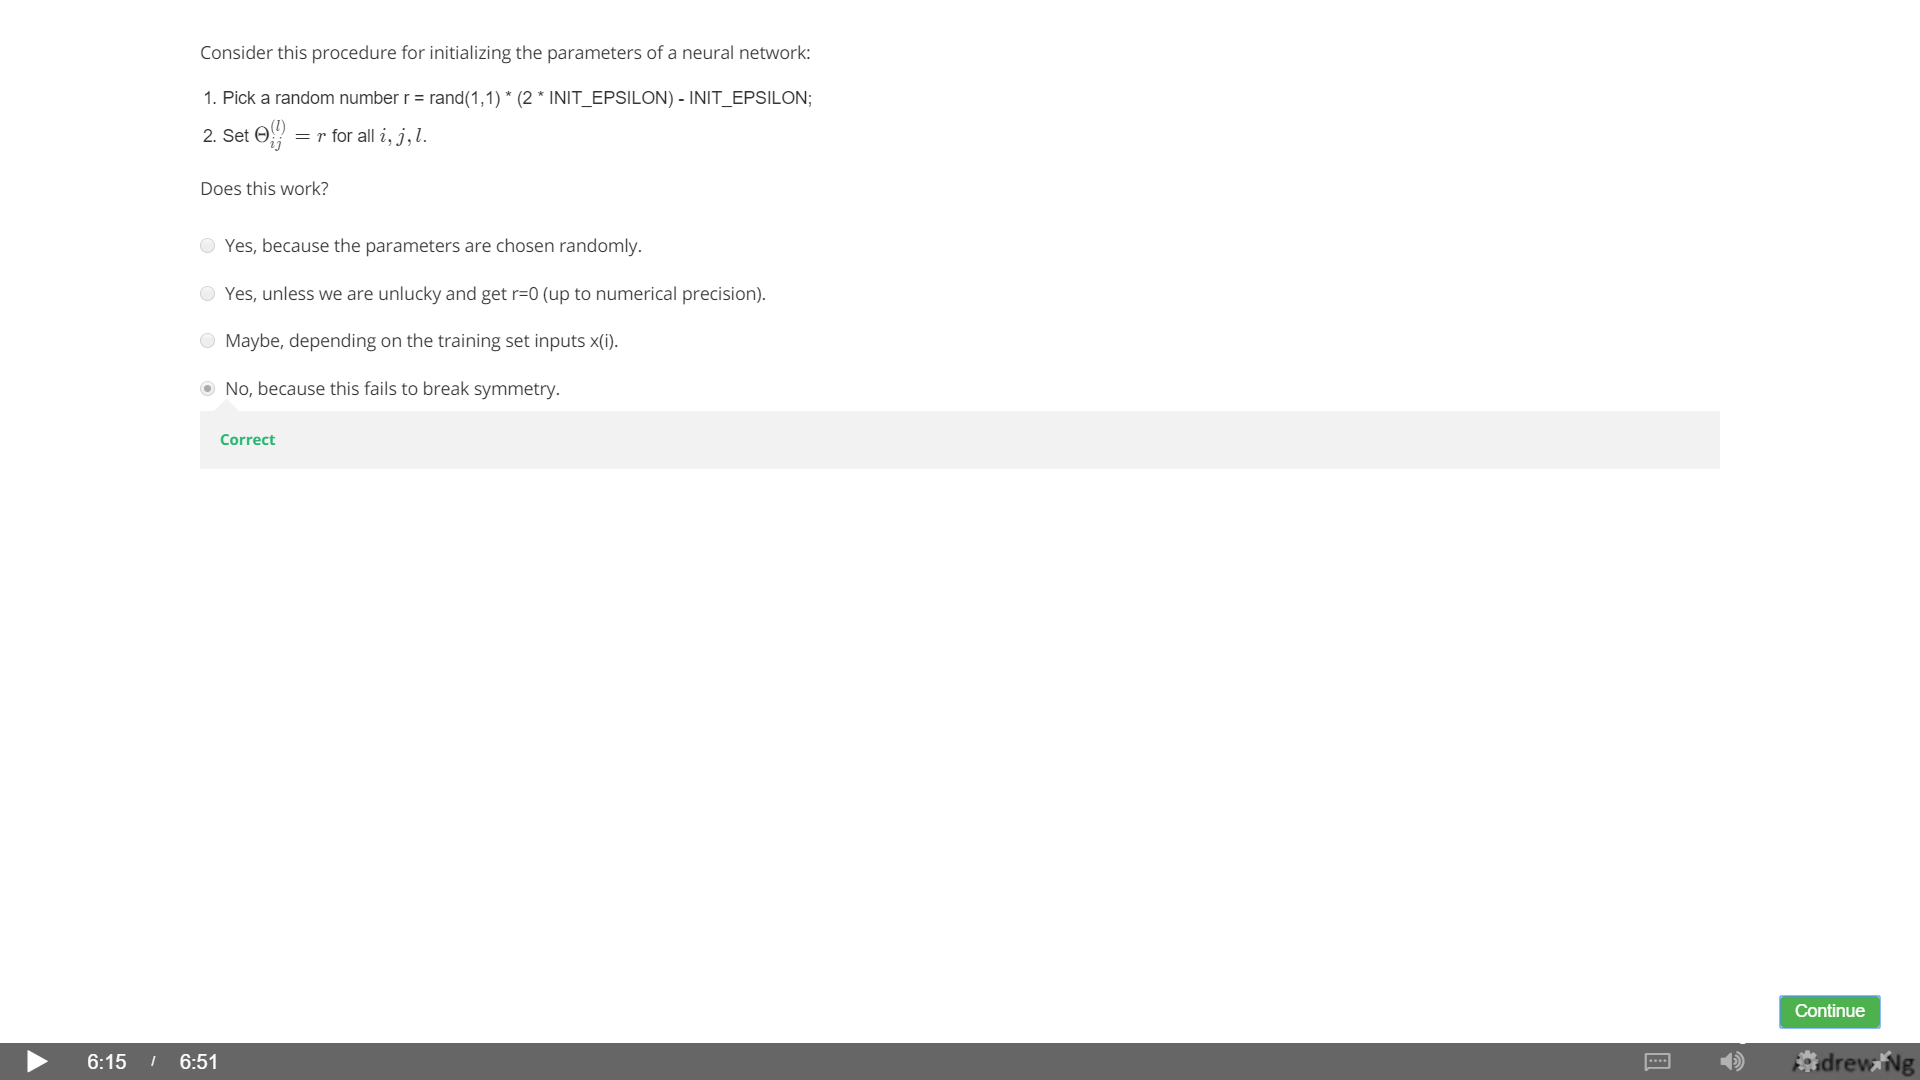 Consider this procedure for initializing the parameters of a neural network:
1. Pick a random number r = rand(1,1) * (2 * INIT_EPSILON) - INIT_EPSILON;
2. Set Θ_{ij}^{(l)} = r for all i, j, l.
Does this work?
Yes, because the parameters are chosen randomly.
Yes, unless we are unlucky and get r=0 (up to numerical precision).
Maybe, depending on the training set inputs x(i).
No, because this fails to break symmetry.
Correct
Continue
6:15 / 6:51
Andrew Ng